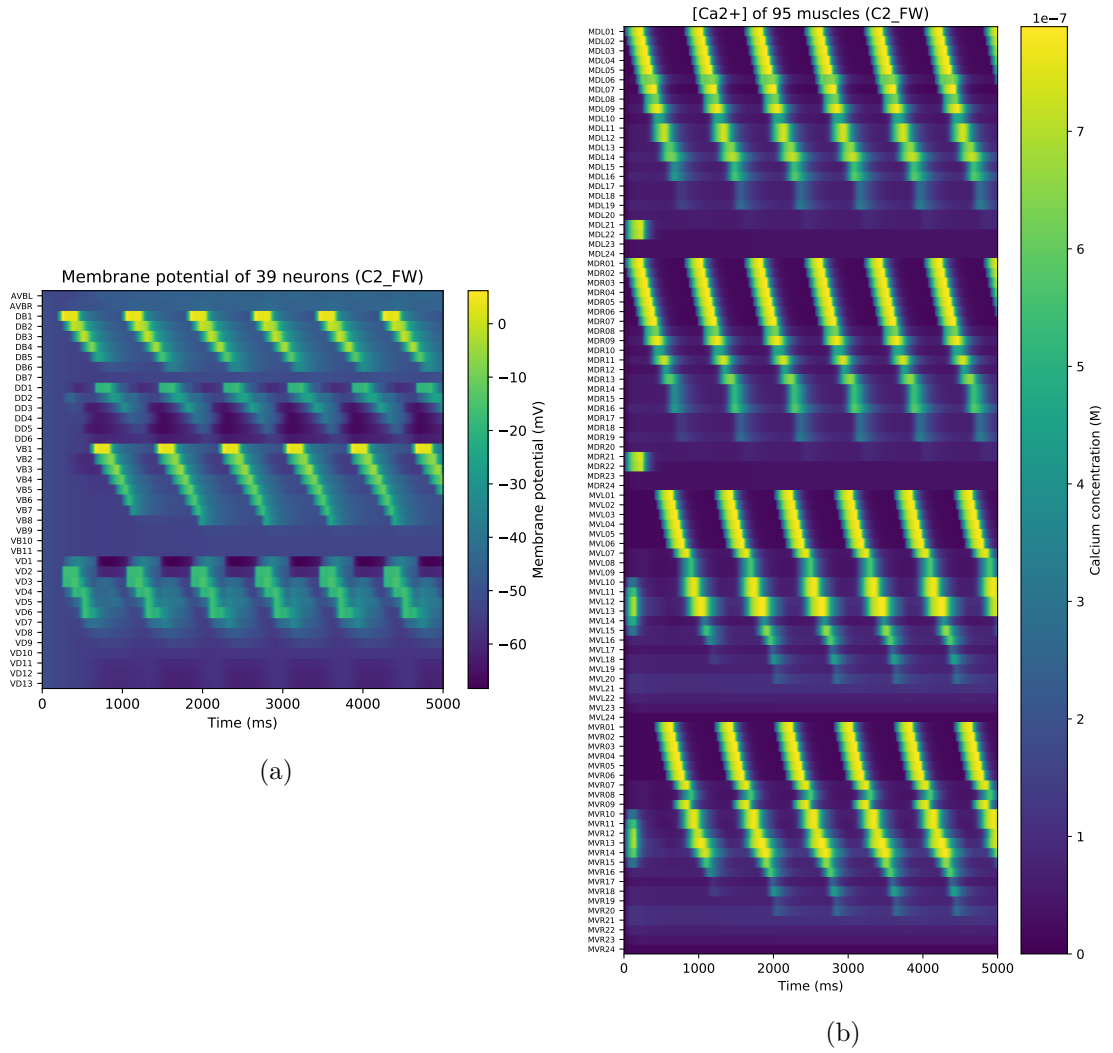 Membrane potential of 39 neurons (C2_FW)
AVBL
AVBR
DB1
DB2
DB3
DB4
DB5
DB6
DB7
DD1
DD2
DD3
DD4
DD5
DD6
VB1
VB2
VB3
VB4
VB5
VB6
VB7
VB8
VB9
VB10
VB11
VD1
VD2
VD3
VD4
VD5
VD6
VD7
VD8
VD9
VD10
VD11
VD12
VD13
0
1000
2000
3000
4000
5000
Time (ms)
0
−10
−20
−30
−40
−50
−60
Membrane potential (mV)
(a)
[Ca2+] of 95 muscles (C2_FW)
MDL01
MDL02
MDL03
MDL04
MDL05
MDL06
MDL07
MDL08
MDL09
MDL10
MDL11
MDL12
MDL13
MDL14
MDL15
MDL16
MDL17
MDL18
MDL19
MDL20
MDL21
MDL22
MDL23
MDL24
MDR01
MDR02
MDR03
MDR04
MDR05
MDR06
MDR07
MDR08
MDR09
MDR10
MDR11
MDR12
MDR13
MDR14
MDR15
MDR16
MDR17
MDR18
MDR19
MDR20
MDR21
MDR22
MDR23
MDR24
MVL01
MVL02
MVL03
MVL04
MVL05
MVL06
MVL07
MVL08
MVL09
MVL10
MVL11
MVL12
MVL13
MVL14
MVL15
MVL16
MVL17
MVL18
MVL19
MVL20
MVL21
MVL22
MVL23
MVL24
MVR01
MVR02
MVR03
MVR04
MVR05
MVR06
MVR07
MVR08
MVR09
MVR10
MVR11
MVR12
MVR13
MVR14
MVR15
MVR16
MVR17
MVR18
MVR19
MVR20
MVR21
MVR22
MVR23
MVR24
0
1000
2000
3000
4000
5000
Time (ms)
1e−7
7
6
5
4
3
2
1
0
Calcium concentration (M)
(b)